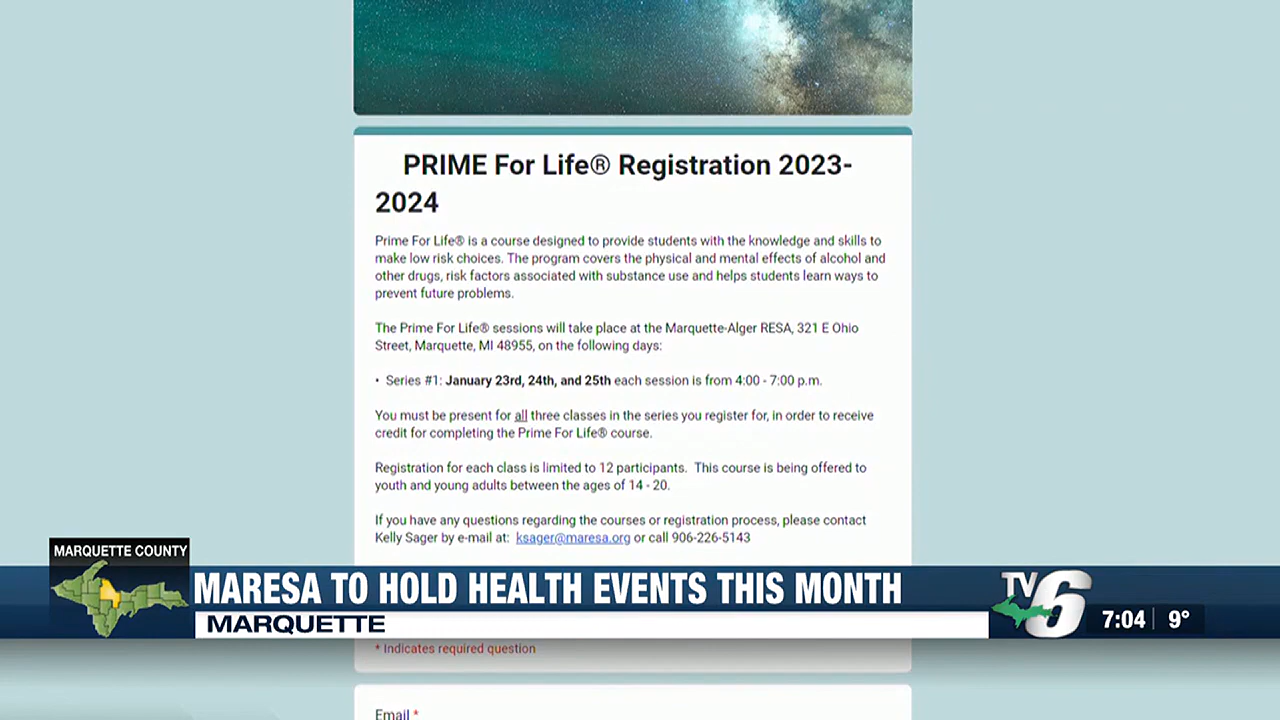 PRIME For Life® Registration 2023-
2024
Prime For Life® is a course designed to provide students with the knowledge and skills to
make low risk choices. The program covers the physical and mental effects of alcohol and
other drugs, risk factors associated with substance use and helps students learn ways to
prevent future problems.
The Prime For Life® sessions will take place at the Marquette-Alger RESA, 321 E Ohio
Street, Marquette, MI 48955, on the following days:
• Series #1: January 23rd, 24th, and 25th each session is from 4:00 - 7:00 p.m.
You must be present for all three classes in the series you register for, in order to receive
credit for completing the Prime For Life® course.
Registration for each class is limited to 12 participants. This course is being offered to
youth and young adults between the ages of 14 - 20.
If you have any questions regarding the courses or registration process, please contact
Kelly Sager by e-mail at: ksager@maresa.org or call 906-226-5143
MARQUETTE COUNTY
MARESA TO HOLD HEALTH EVENTS THIS MONTH
MARQUETTE
TV6
7:04 9°
* Indicates required question
Email *